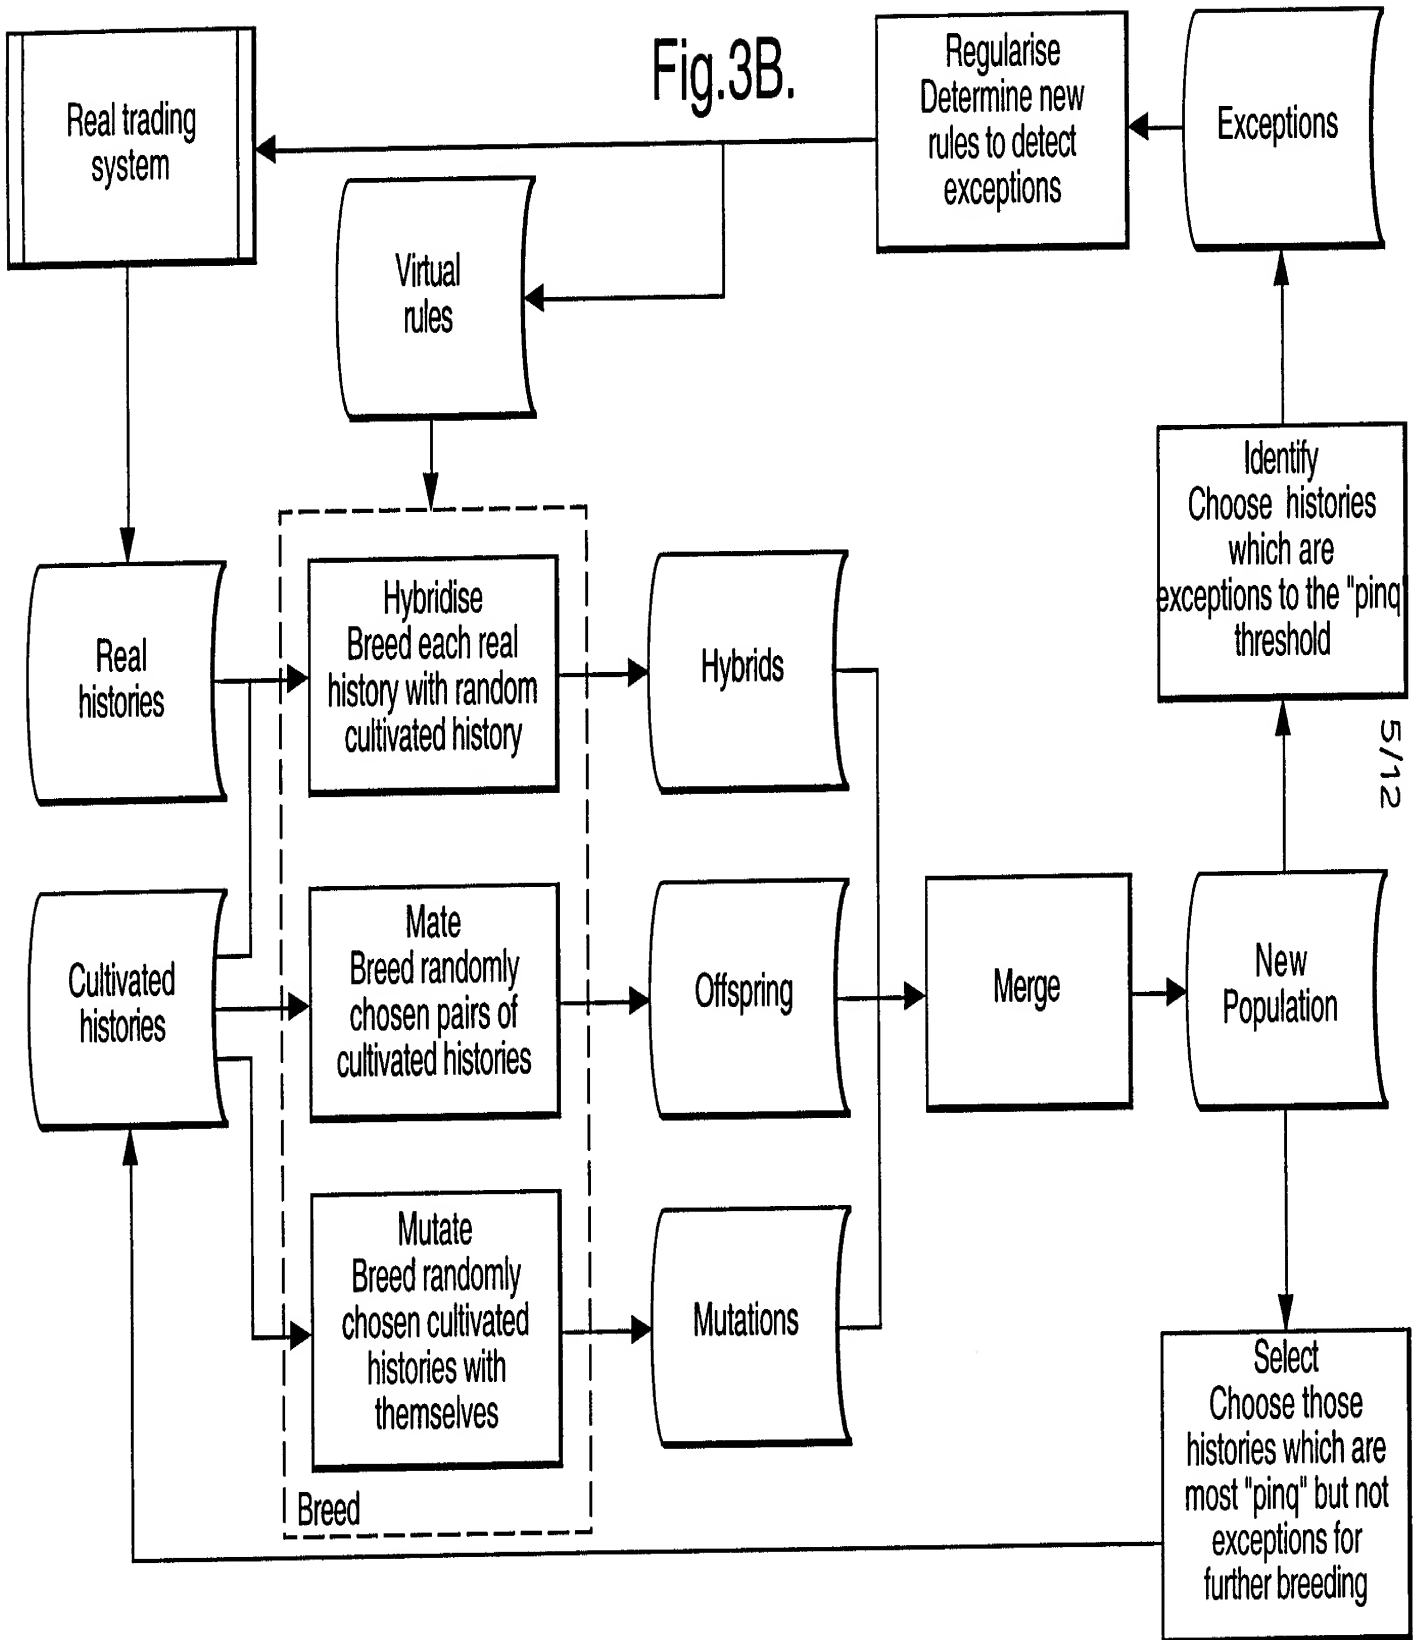 Fig.3B.
Real trading
system
Regularise
Determine new
rules to detect
exceptions
Exceptions
Virtual
rules
Identify
Choose histories
which are
exceptions to the "pinq"
threshold
Real
histories
Hybridise
Breed each real
history with random
cultivated history
Hybrids
5/12
Cultivated
histories
Mate
Breed randomly
chosen pairs of
cultivated histories
Offspring
Merge
New
Population
Mutate
Breed randomly
chosen cultivated
histories with
themselves
Mutations
Breed
Select
Choose those
histories which are
most "pinq" but not
exceptions for
further breeding